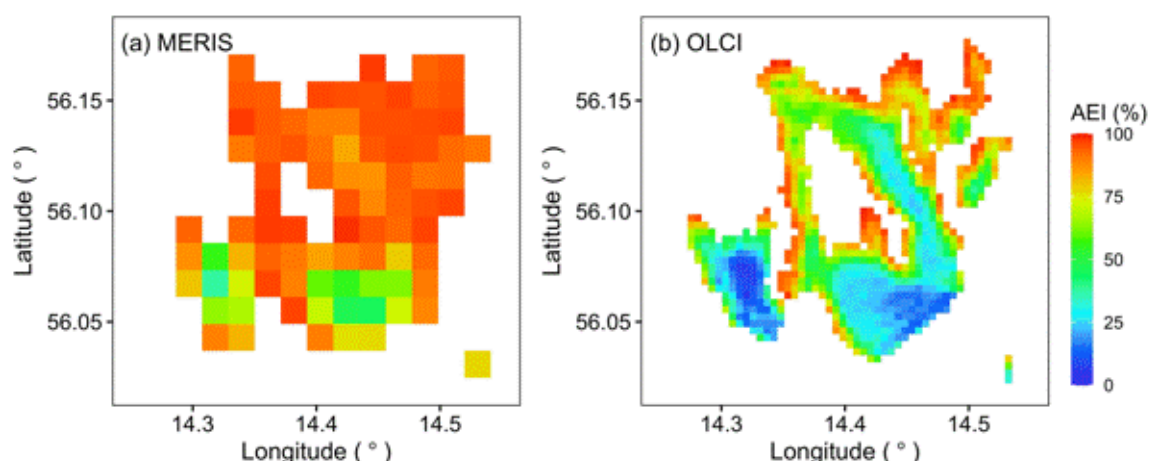 (a) MERIS
56.15
56.10
56.05
Latitude ( ° )
14.3 14.4 14.5
Longitude ( ° )
(b) OLCI
56.15
56.10
56.05
Latitude ( ° )
14.3 14.4 14.5
Longitude ( ° )
AEI (%)
100
75
50
25
0